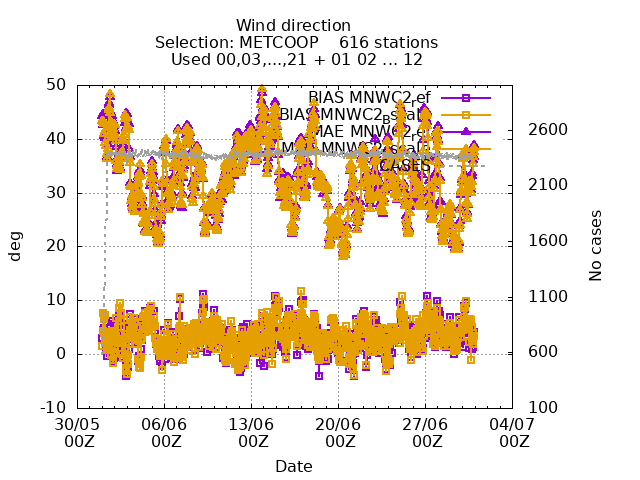 Wind direction
Selection: METCOOP 616 stations
Used 00,03,...,21 + 01 02 ... 12
BIAS MNWC2ref
CASES
50
40
30
20
10
0
-10
deg
2600
2100
1600
1100
600
100
No cases
30/05 06/06 13/06 20/06 27/06 04/07
00Z 00Z 00Z 00Z 00Z 00Z
Date